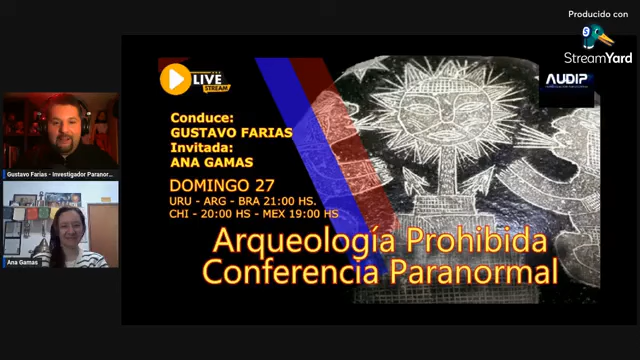 Producido con
StreamYard
LIVE
STREAM
AUDIP
Conduce:
GUSTAVO FARIAS
Invitada:
ANA GAMAS
DOMINGO 27
URU - ARG - BRA 21:00 HS.
CHI - 20:00 HS - MEX 19:00 HS
Arqueología Prohibida
Conferencia Paranormal
Gustavo Farias - Investigador Paranor...
Ana Gamas